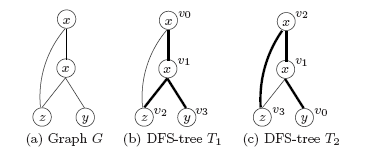 x x v0 x v2
x x v1 x v1
z y z v2 y v3 z v3 y v0
(a) Graph G (b) DFS-tree T1 (c) DFS-tree T2